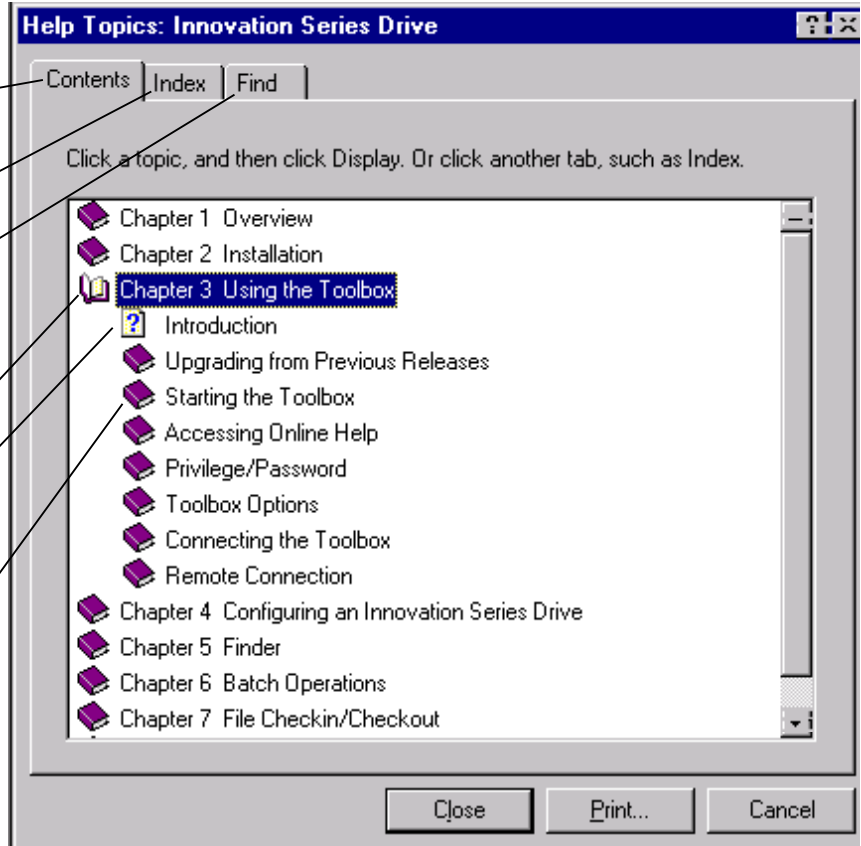 Help Topics: Innovation Series Drive
Contents Index Find
Click a topic, and then click Display. Or click another tab, such as Index.
Chapter 1 Overview
Chapter 2 Installation
Chapter 3 Using the Toolbox
? Introduction
Upgrading from Previous Releases
Starting the Toolbox
Accessing Online Help
Privilege/Password
Toolbox Options
Connecting the Toolbox
Remote Connection
Chapter 4 Configuring an Innovation Series Drive
Chapter 5 Finder
Chapter 6 Batch Operations
Chapter 7 File Checkin/Checkout
Close Print... Cancel